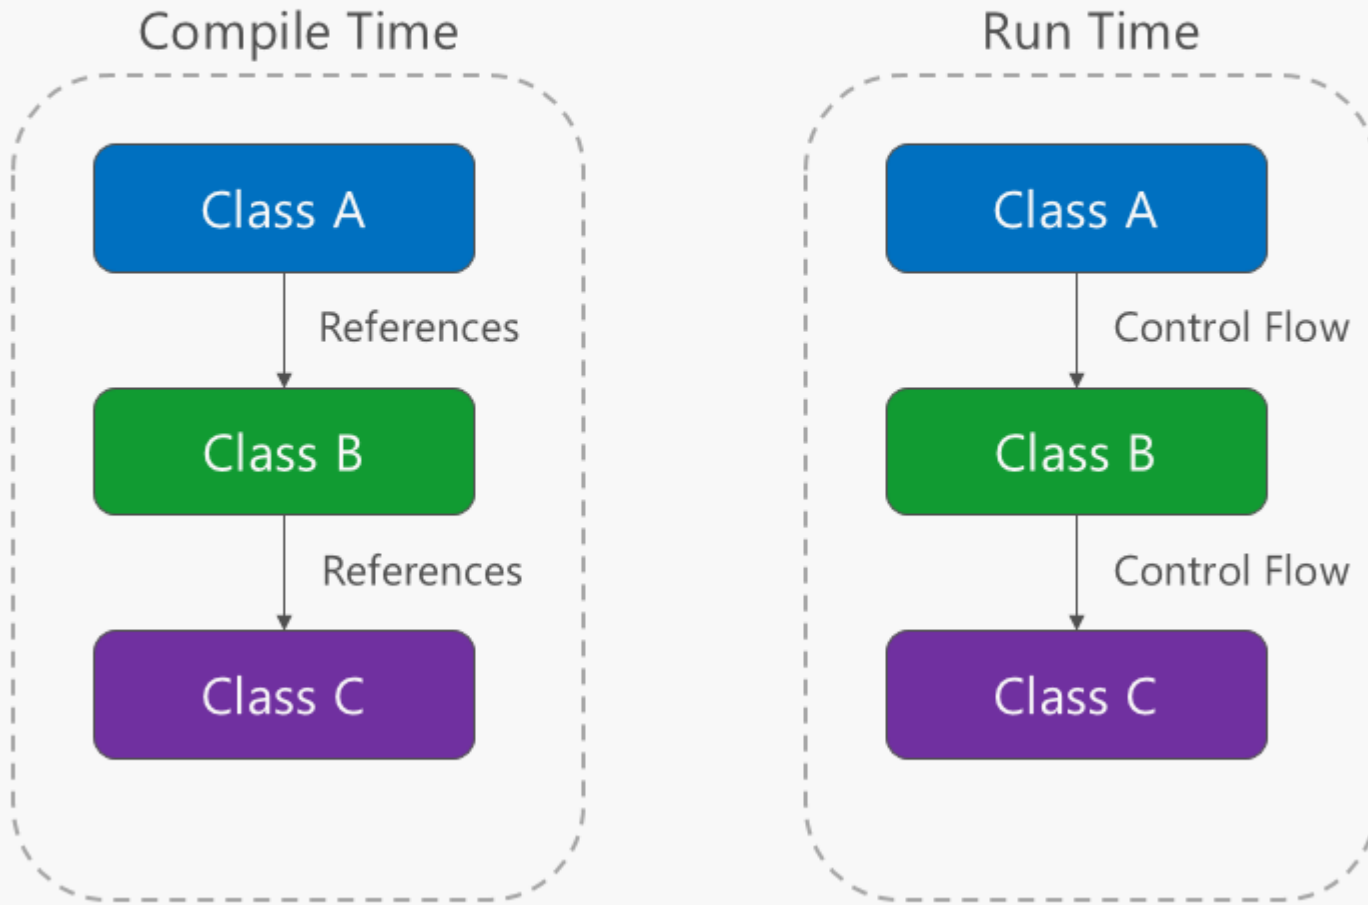 Compile Time
Class A
References
Class B
References
Class C
Run Time
Class A
Control Flow
Class B
Control Flow
Class C